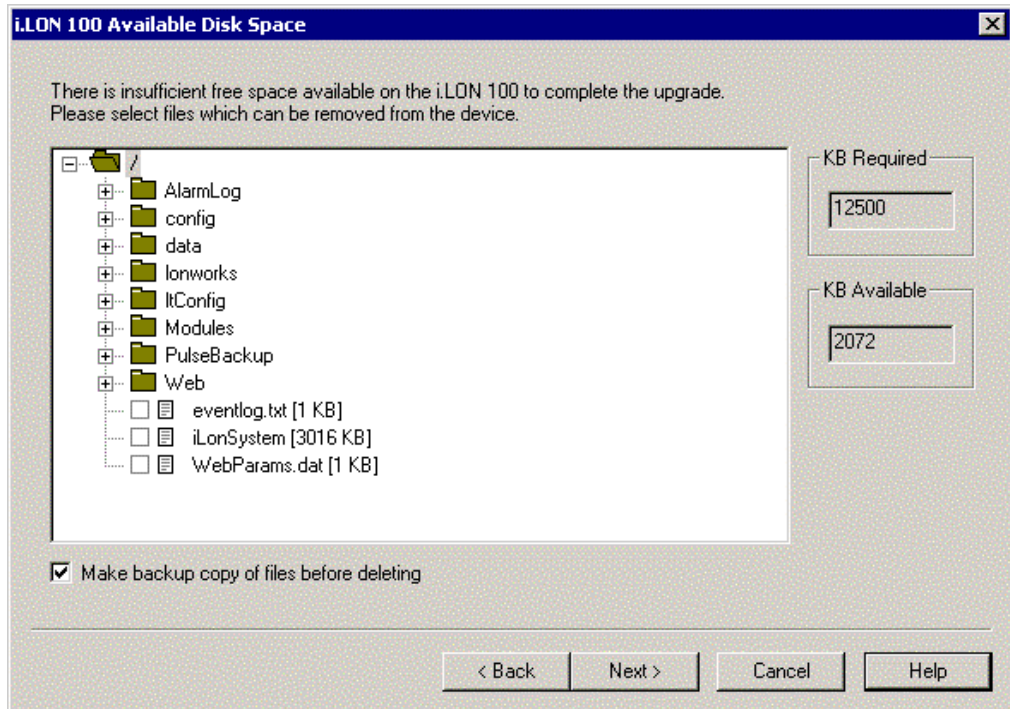 i.LON 100 Available Disk Space
There is insufficient free space available on the i.LON 100 to complete the upgrade.
Please select files which can be removed from the device.
/
AlarmLog
config
data
lonworks
ltConfig
Modules
PulseBackup
Web
eventlog.txt [1 KB]
iLonSystem [3016 KB]
WebParams.dat [1 KB]
KB Required
12500
KB Available
2072
Make backup copy of files before deleting
< Back
Next >
Cancel
Help